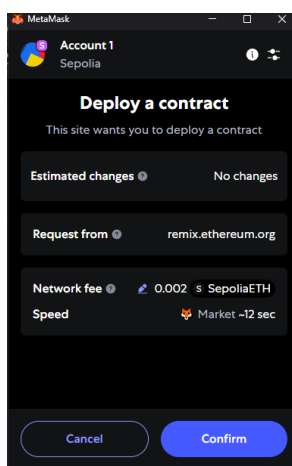 MetaMask
S
Account 1
Sepolia
Deploy a contract
This site wants you to deploy a contract
Estimated changes ? No changes
Request from ? remix.ethereum.org
Network fee ? 0.002 S SepoliaETH
Speed Market ~12 sec
Cancel Confirm